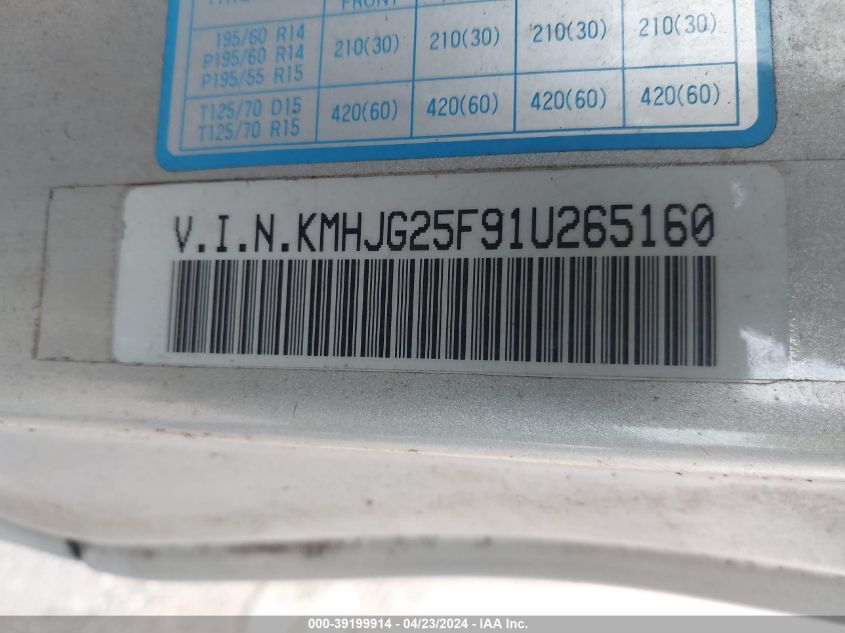 FRONT
195/60 R14
P195/60 R14
P195/55 R15
210(30) 210(30) 210(30) 210(30)
T125/70 D15
T125/70 R15
420(60) 420(60) 420(60) 420(60)
V.I.N.KMHJG25F91U265160
000-39199914 - 04/23/2024 - IAA Inc.